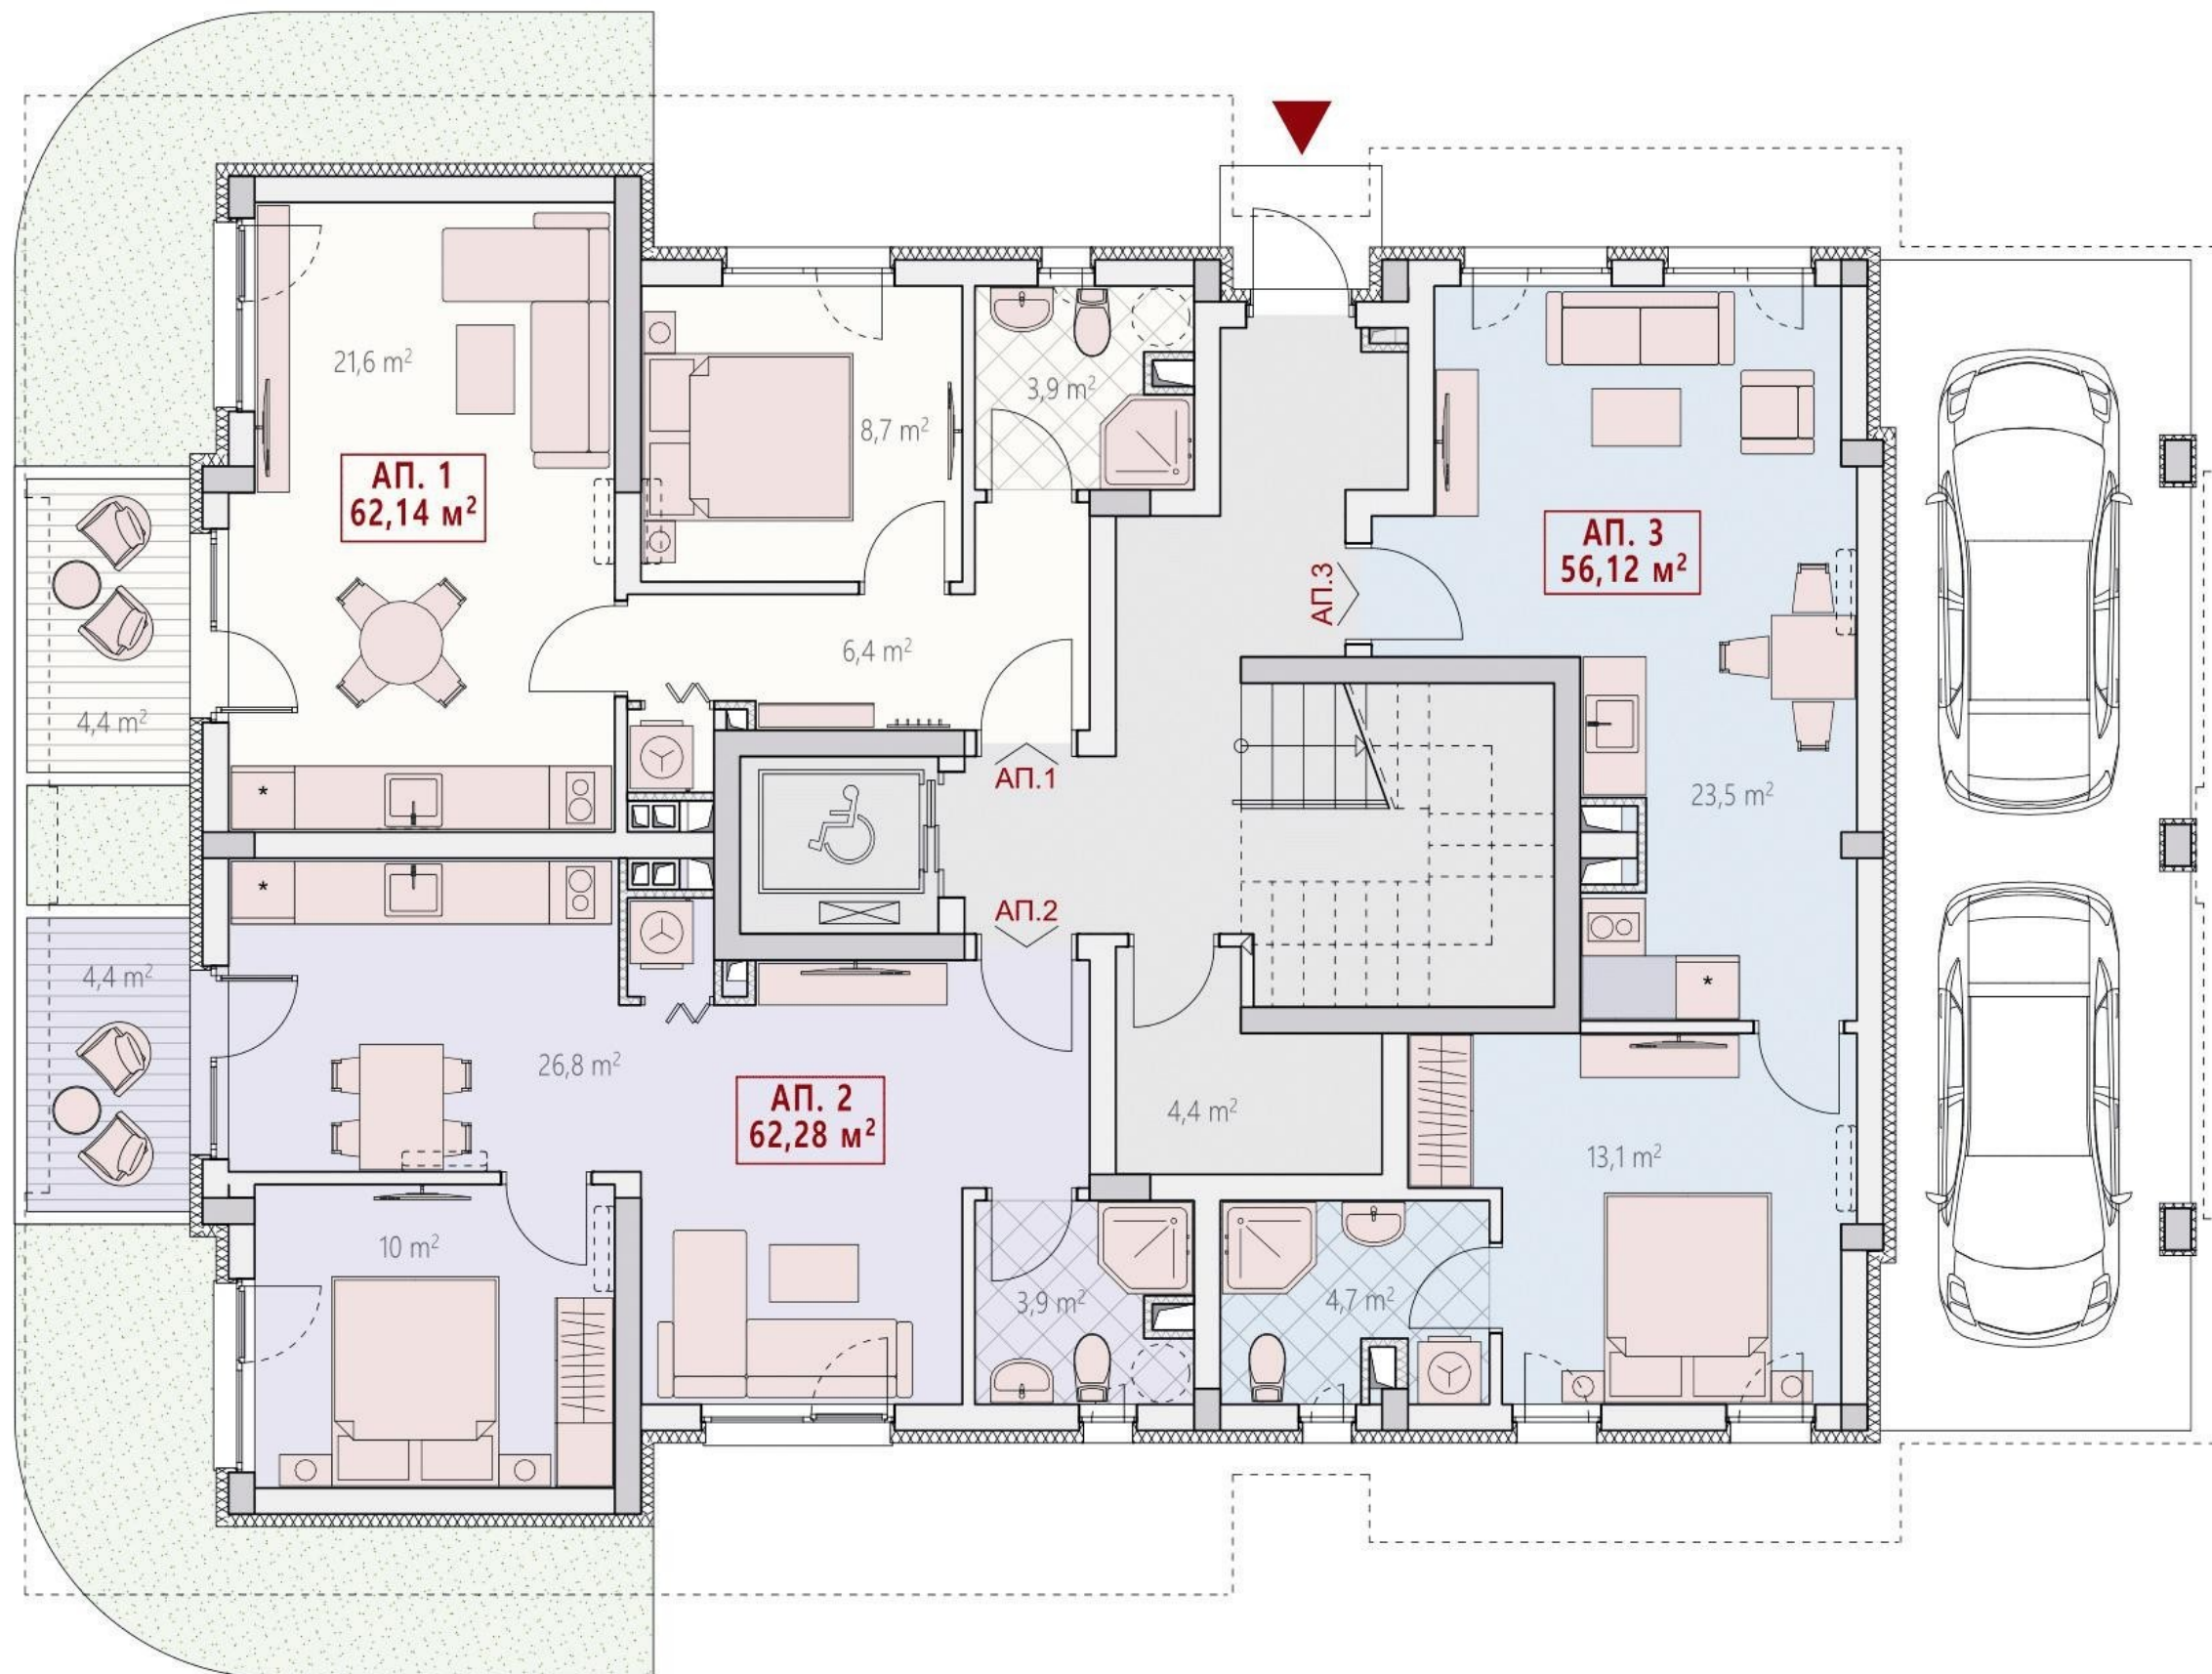 21,6 m²
8,7 m²
3,9 m²
АП. 1
62,14 м²
АП. 3
56,12 м²
АП.3
6,4 m²
4,4 m²
АП.1
*
23,5 m²
*
АП.2
4,4 m²
*
26,8 m²
АП. 2
62,28 м²
4,4 m²
13,1 m²
10 m²
3,9 m²
4,7 m²